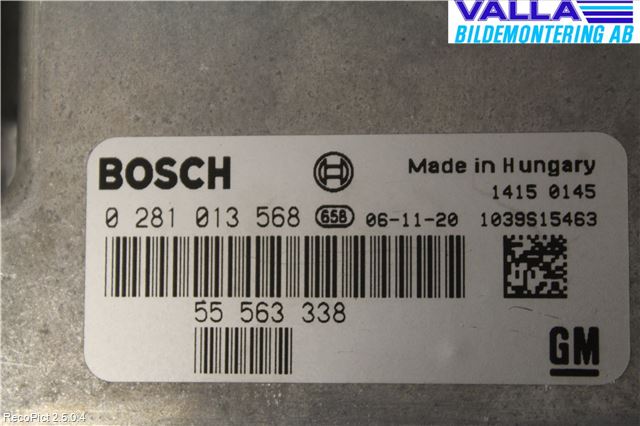 VALLA
BILDEMONTERING AB
BOSCH
Made in Hungary
1415 0145
0 281 013 568 658 06-11-20 1039S15463
55 563 338
GM
RecoPict 2.5.0.4